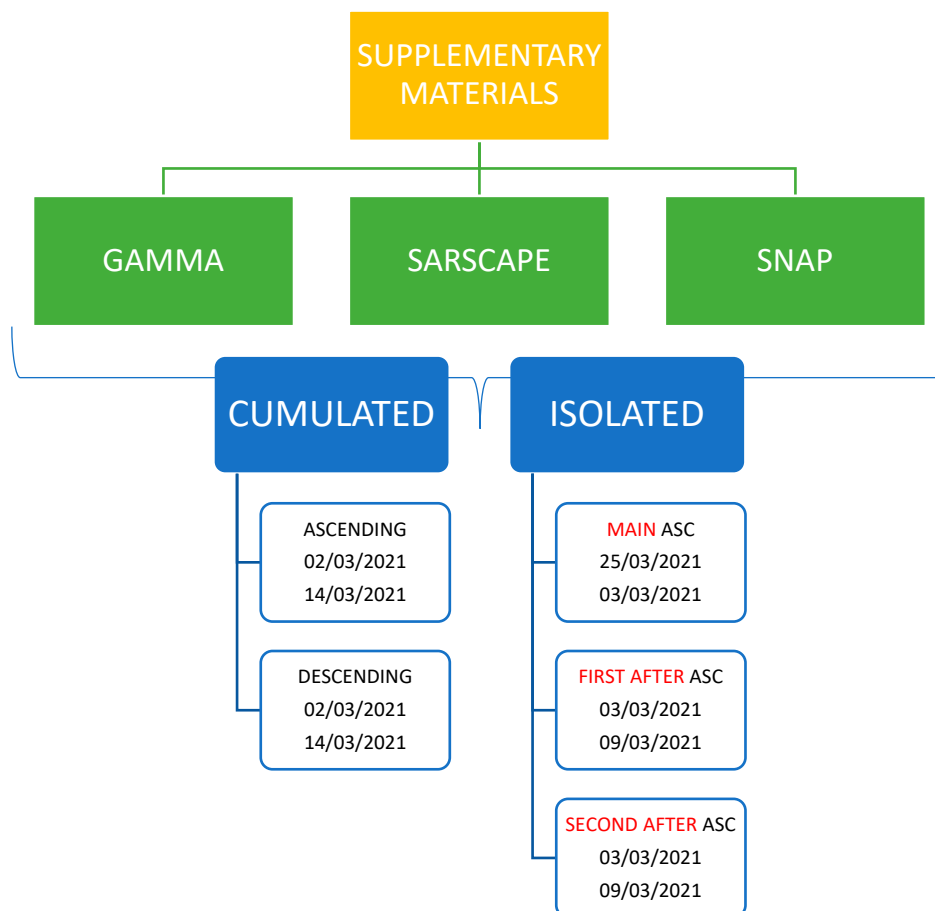 SUPPLEMENTARY
MATERIALS
GAMMA
SARSCAPE
SNAP
CUMULATED
ISOLATED
ASCENDING
02/03/2021
14/03/2021
DESCENDING
02/03/2021
14/03/2021
MAIN ASC
25/03/2021
03/03/2021
FIRST AFTER ASC
03/03/2021
09/03/2021
SECOND AFTER ASC
03/03/2021
09/03/2021